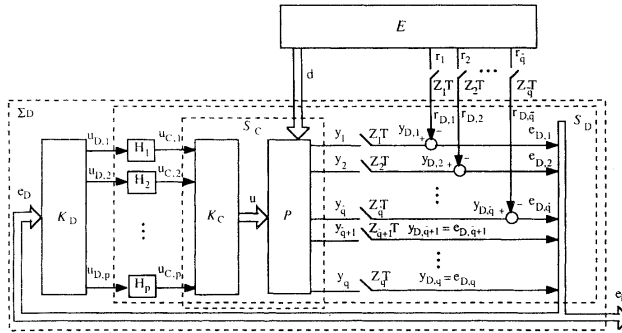 E
r1 r2 ••• rq̇
Z1T Z2T Zq̇T
d
rD,1 rD,2 rD,q̇
ΣD
SC
SD
uD,1 H1 uC,1
y1 Z1T yD,1 + - eD,1
uD,2 H2 uC,2
y2 Z2T yD,2 + - eD,2
eD
KD
KC
u
P
yq̇ Zq̇T yD,q̇ + - eD,q̇
yq̇+1 Zq̇+1T yD,q̇+1 = eD,q̇+1
uD,p Hp uC,p
yq ZqT yD,q = eD,q